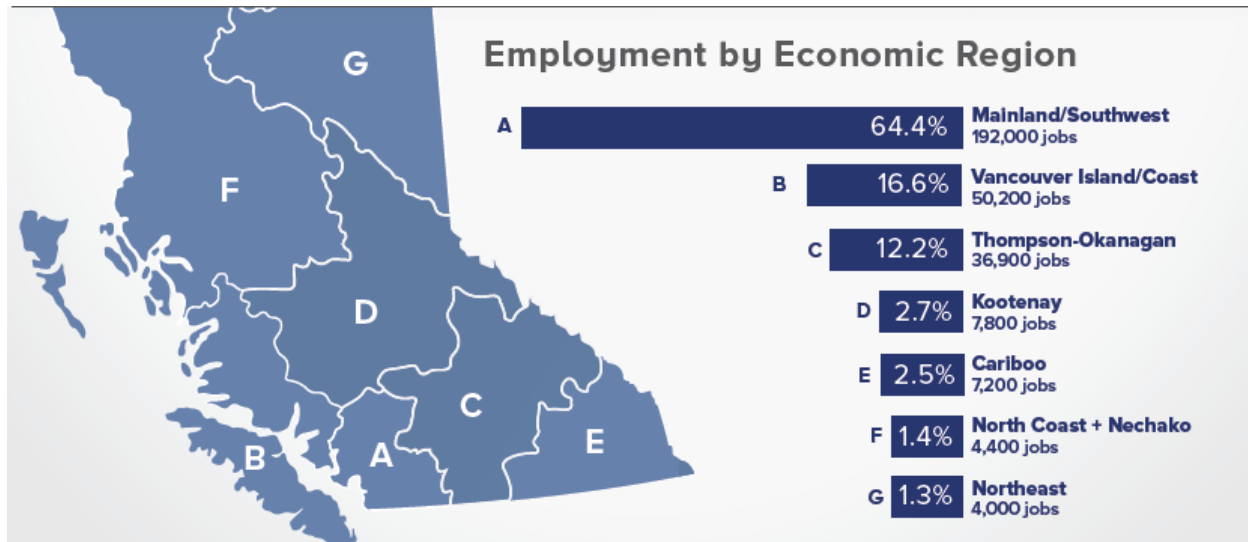 Employment by Economic Region
G
F
D
C
B
A
E
A
64.4%
Mainland/Southwest
192,000 jobs
B
16.6%
Vancouver Island/Coast
50,200 jobs
C
12.2%
Thompson-Okanagan
36,900 jobs
D
2.7%
Kootenay
7,800 jobs
E
2.5%
Cariboo
7,200 jobs
F
1.4%
North Coast + Nechako
4,400 jobs
G
1.3%
Northeast
4,000 jobs